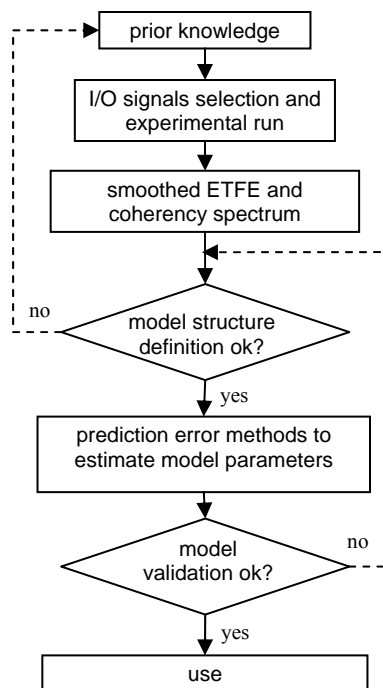 prior knowledge
I/O signals selection and
experimental run
smoothed ETFE and
coherency spectrum
no
model structure
definition ok?
yes
prediction error methods to
estimate model parameters
model
validation ok?
no
yes
use